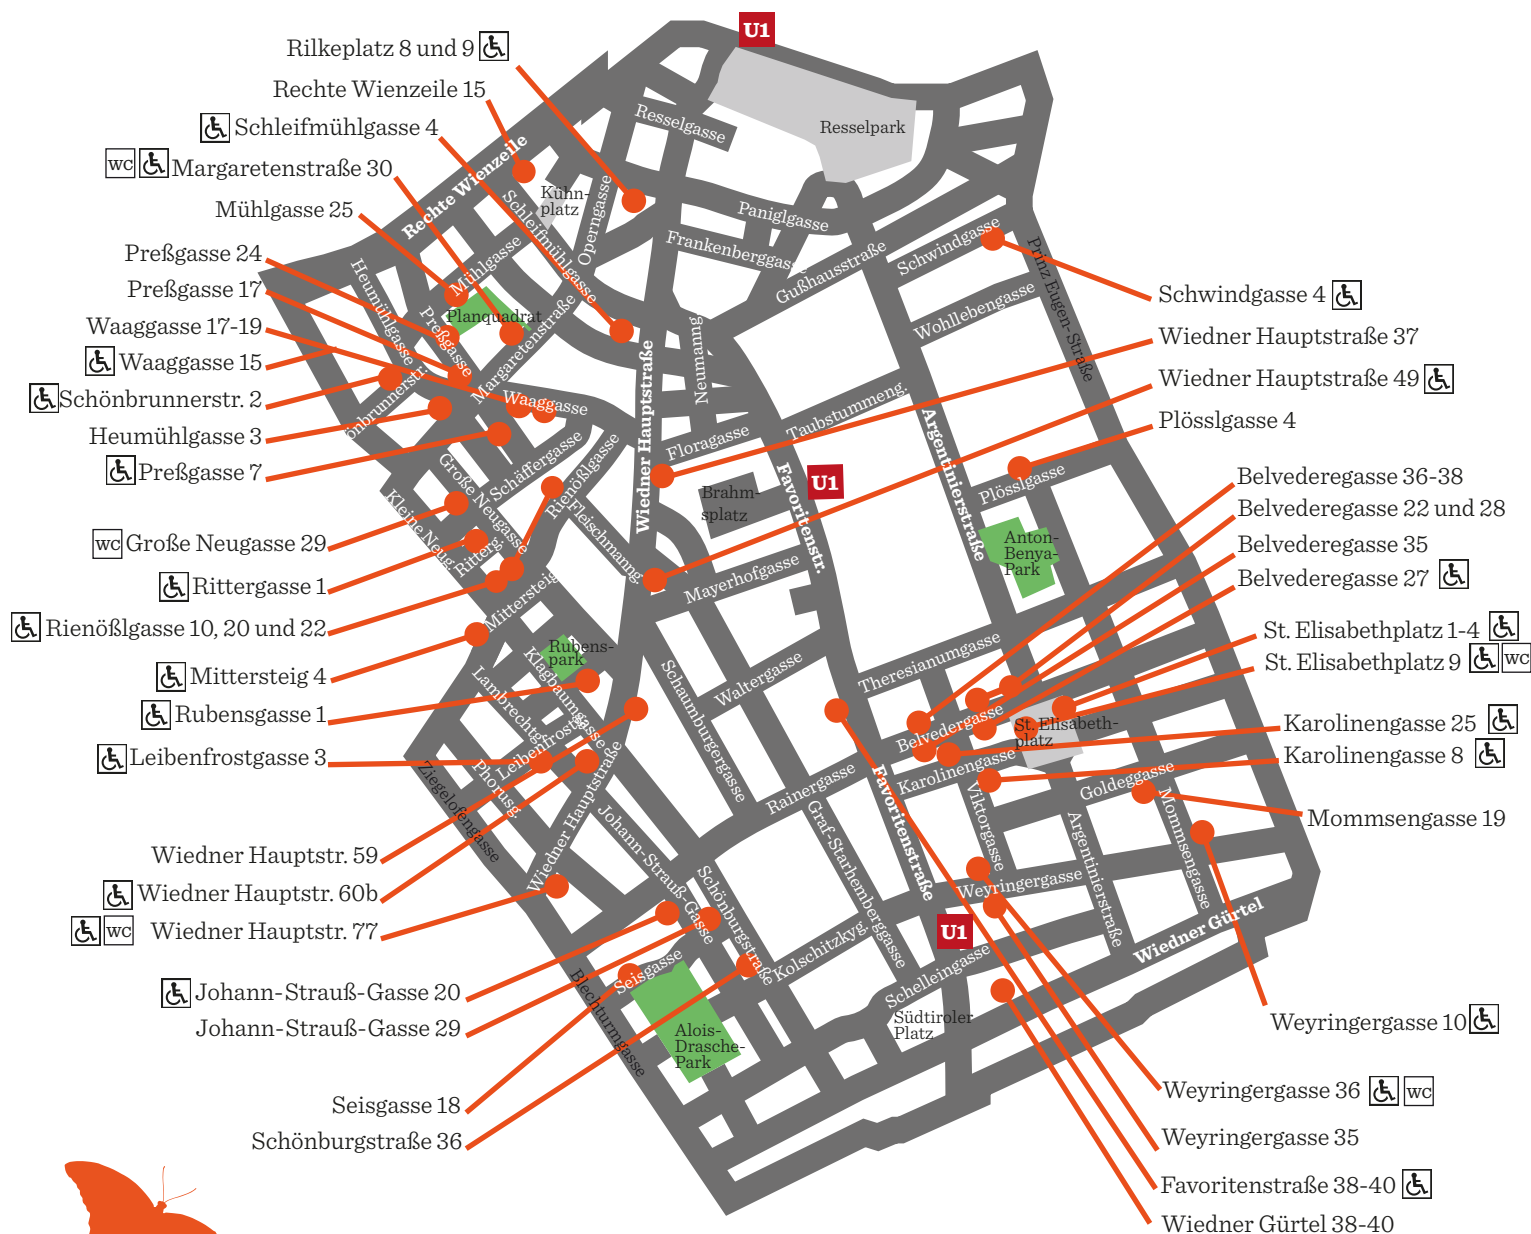 U1
Rilkeplatz 8 und 9
Rechte Wienzeile 15
Schleifmühlgasse 4
WC Margaretenstraße 30
Mühlgasse 25
Preßgasse 24
Preßgasse 17
Waaggasse 17-19
Waaggasse 15
Schönbrunnerstr. 2
Heumühlgasse 3
Preßgasse 7
WC Große Neugasse 29
Rittergasse 1
Rienößlgasse 10, 20 und 22
Mittersteig 4
Rubensgasse 1
Leibenfrostgasse 3
Wiedner Hauptstr. 59
Wiedner Hauptstr. 60b
WC Wiedner Hauptstr. 77
Johann-Strauß-Gasse 20
Johann-Strauß-Gasse 29
Seisgasse 18
Schönburgstraße 36
Resselgasse
Resselpark
Rechte Wienzeile
Kühn-
platz
Operngasse
Schleifmühlgasse
Paniglgasse
Frankenberggasse
Gußhausstraße
Schwindgasse
Prinz Eugen-Straße
Wohllebengasse
Mühlgasse
Heumühlgasse
Planquadrat
Preßgasse
Margaretenstraße
önbrunnerstr.
Waaggasse
Wiedner Hauptstraße
Neumanng.
Taubstummeng.
Floragasse
Argentinierstraße
Favoritenstr.
U1
Brahm-
splatz
Plösslgasse
Anton-
Benya-
Park
Schäffergasse
Große Neugasse
Kleine Neug.
Ritterg.
Rienößlgasse
Fleischmanng.
Mayerhofgasse
Mittersteig
Rubens-
park
Klagbaumgasse
Lambrechtg.
Leibenfrostg.
Phorusg.
Ziegelofengasse
Wiedner Hauptstraße
Schaumburgergasse
Waltergasse
Theresianumgasse
Belvedergasse
St. Elisabeth-
platz
Karolinengasse
Rainergasse
Favoritenstraße
Graf-Starhemberggasse
Viktorgasse
Goldeggasse
Mommsengasse
Argentinierstraße
Weyringergasse
Johann-Strauß-Gasse
Schönburgstraße
Kolschitzkyg.
U1
Wiedner Gürtel
Schelleingasse
Südtiroler
Platz
Seisgasse
Blechturmgasse
Alois-
Drasche-
Park
Schwindgasse 4
Wiedner Hauptstraße 37
Wiedner Hauptstraße 49
Plösslgasse 4
Belvederegasse 36-38
Belvederegasse 22 und 28
Belvederegasse 35
Belvederegasse 27
St. Elisabethplatz 1-4
St. Elisabethplatz 9 WC
Karolinengasse 25
Karolinengasse 8
Mommsengasse 19
Weyringergasse 10
Weyringergasse 36 WC
Weyringergasse 35
Favoritenstraße 38-40
Wiedner Gürtel 38-40